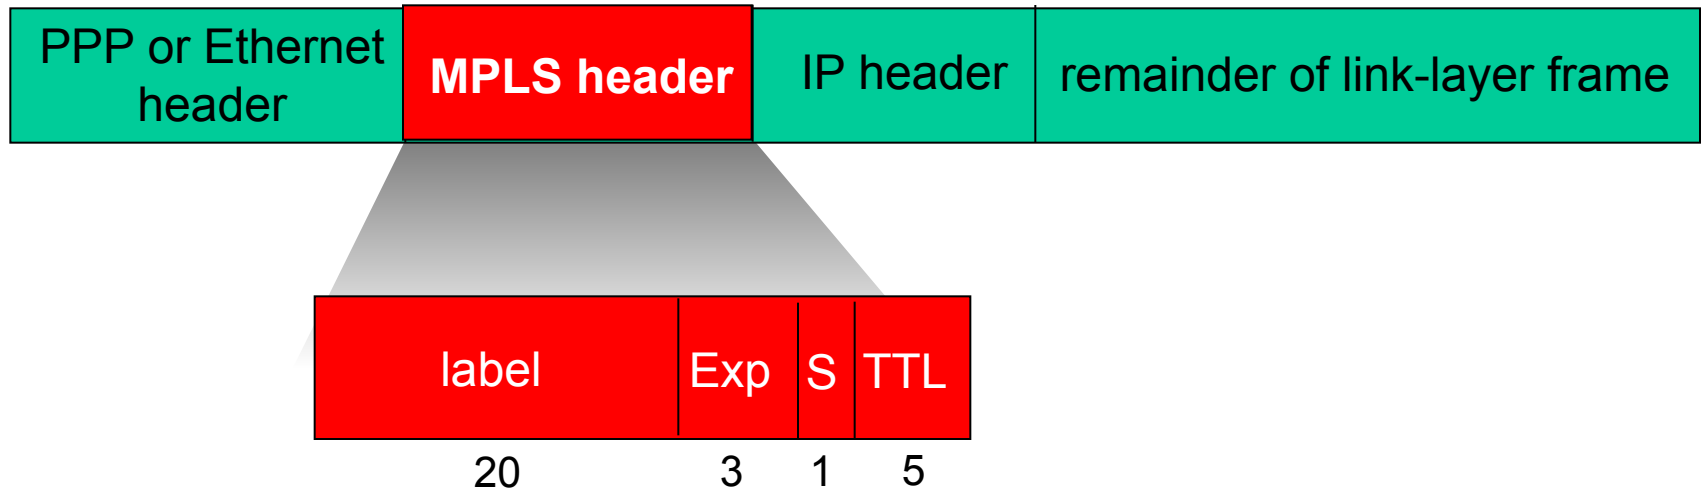 PPP or Ethernet
header
MPLS header
IP header
remainder of link-layer frame
label
Exp
S
TTL
20
3
1
5